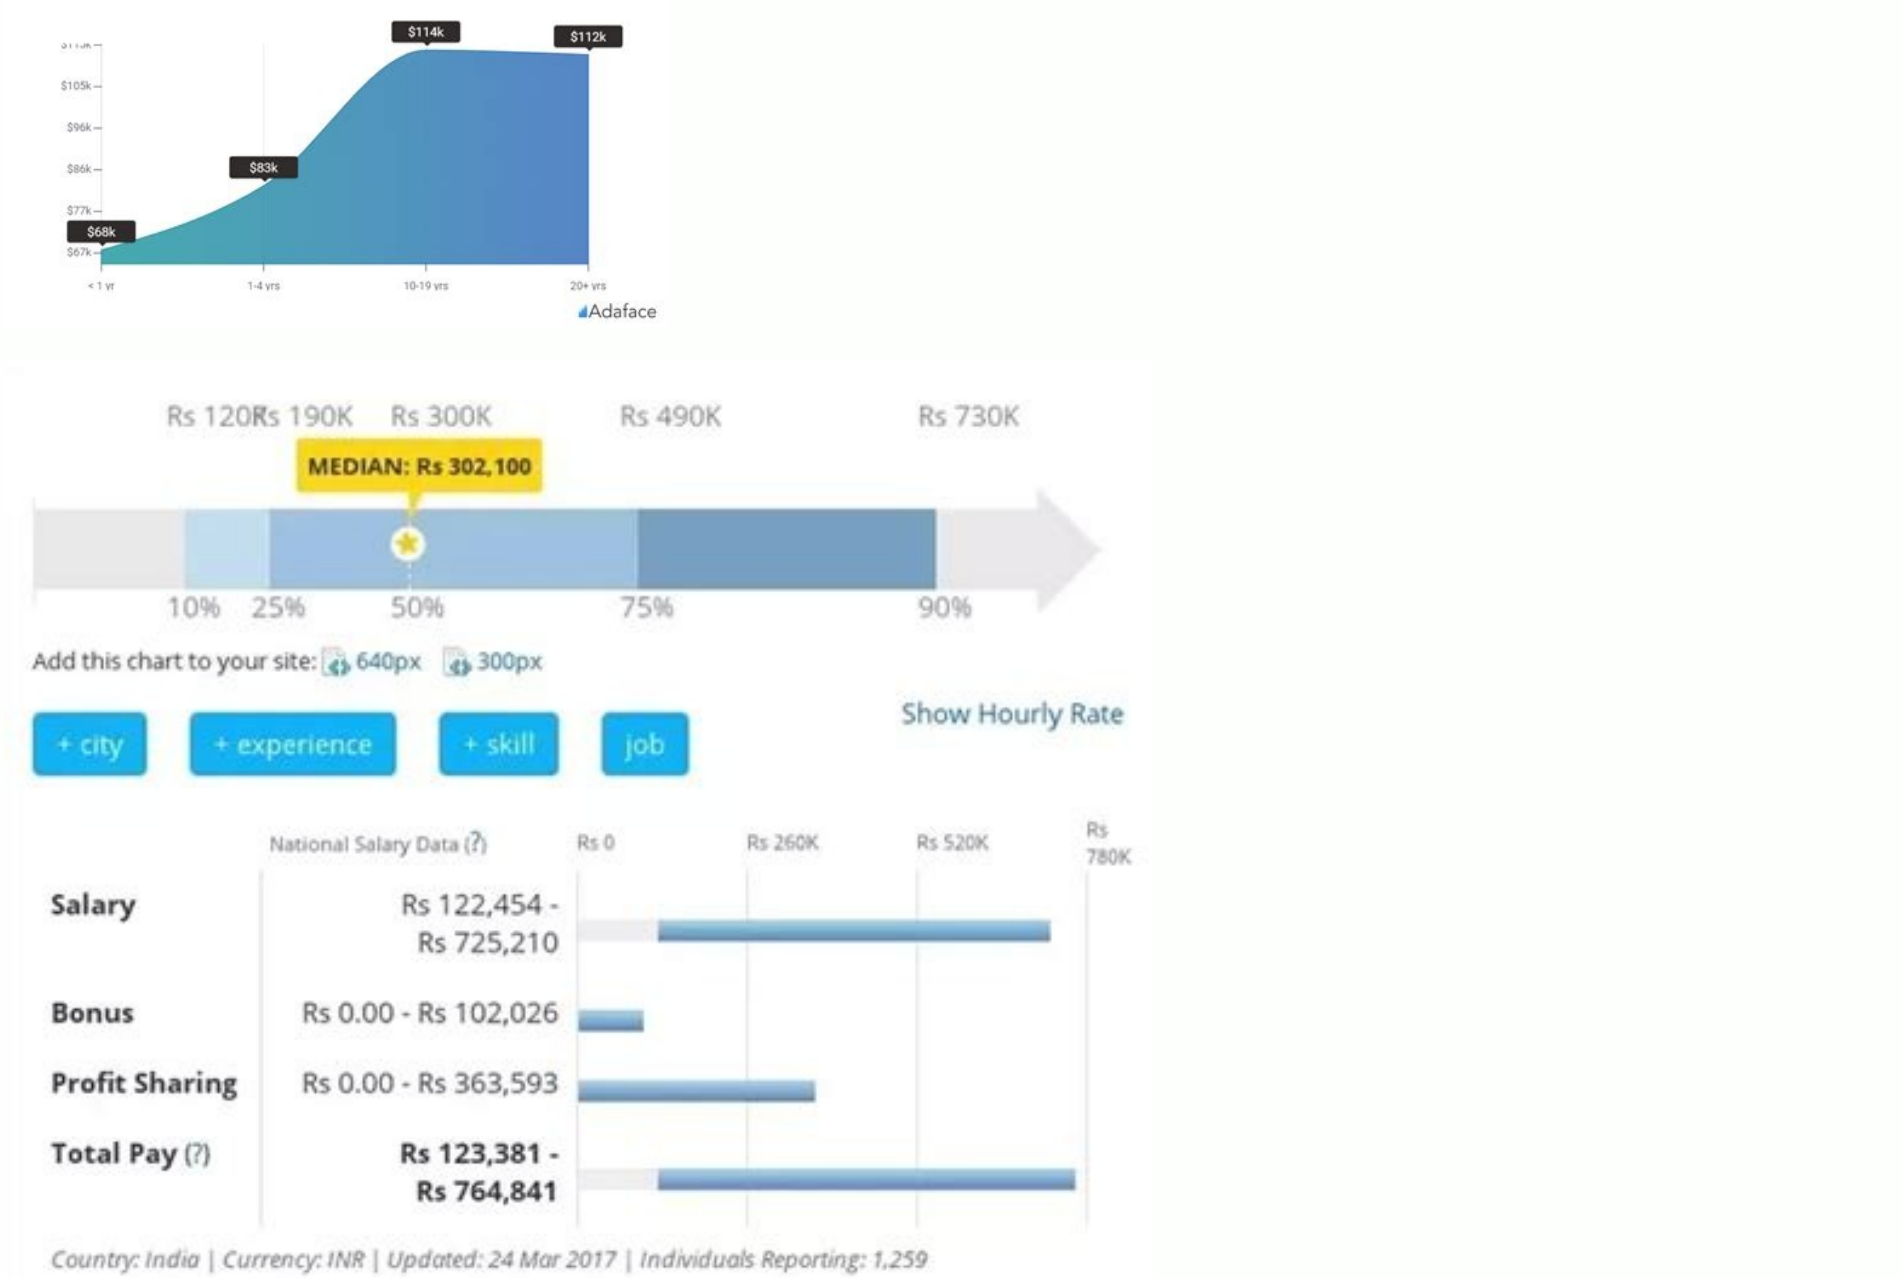 $114k
$112k
$105k
$96k
$86k
$83k
$77k
$68k
$67k
< 1 yr 1-4 yrs 10-19 yrs 20+ yrs
Adaface
Rs 120K Rs 190K Rs 300K Rs 490K Rs 730K
MEDIAN: Rs 302,100
10% 25% 50% 75% 90%
Add this chart to your site: 640px 300px
Show Hourly Rate
+ city + experience + skill job
National Salary Data (?) Rs 0 Rs 260K Rs 520K Rs 780K
Salary Rs 122,454 -
Rs 725,210
Bonus Rs 0.00 - Rs 102,026
Profit Sharing Rs 0.00 - Rs 363,593
Total Pay (?) Rs 123,381 -
Rs 764,841
Country: India | Currency: INR | Updated: 24 Mar 2017 | Individuals Reporting: 1,259